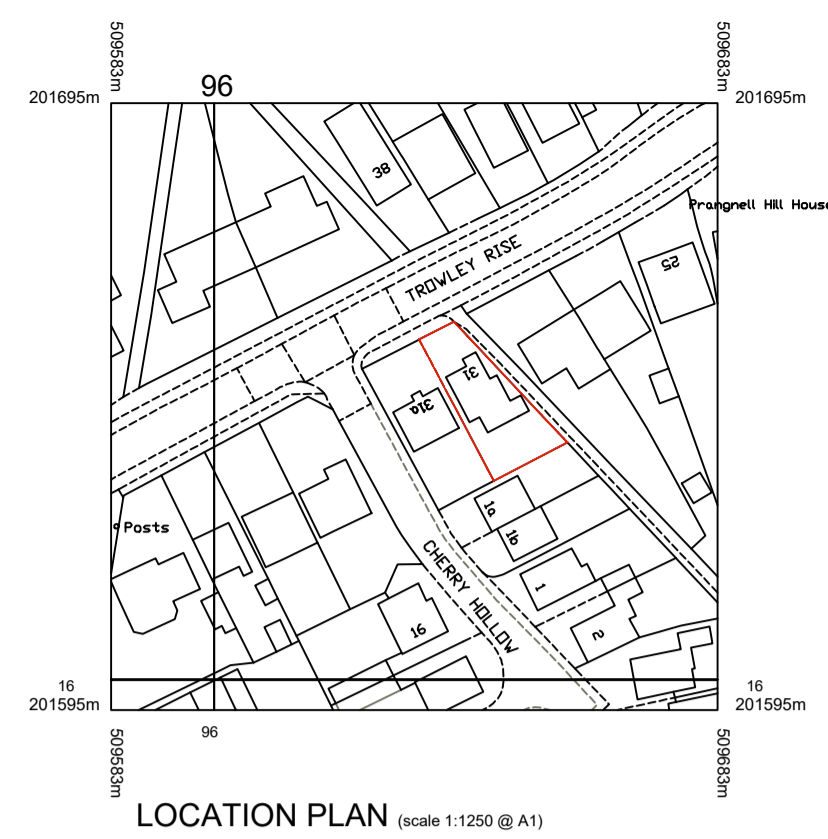 509583m
509683m
96
201695m
201695m
38
Prangnell Hill House
TROWLEY RISE
25
31
31a
1a
Posts
1b
CHERRY HOLLOW
1
16
2
16
16
201595m
201595m
96
509583m
509683m
LOCATION PLAN (scale 1:1250 @ A1)